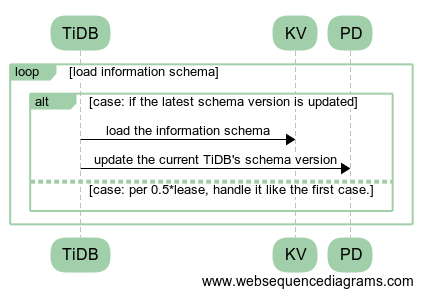 TiDB KV PD
loop [load information schema]
alt [case: if the latest schema version is updated]
load the information schema
update the current TiDB's schema version
[case: per 0.5*lease, handle it like the first case.]
TiDB KV PD
www.websequencediagrams.com